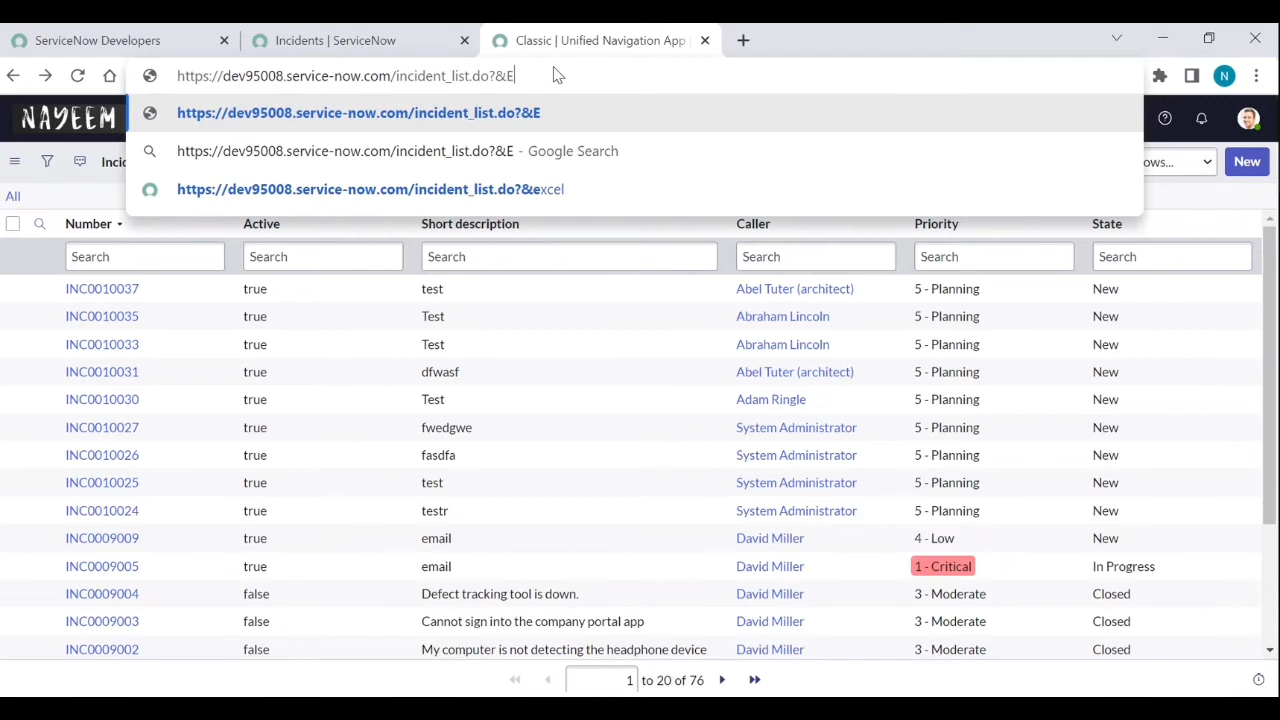 ServiceNow Developers
Incidents | ServiceNow
Classic | Unified Navigation App |
https://dev95008.service-now.com/incident_list.do?&E
N
NAYEEM
https://dev95008.service-now.com/incident_list.do?&E
https://dev95008.service-now.com/incident_list.do?&E - Google Search
https://dev95008.service-now.com/incident_list.do?&excel
Inci
ows...
New
All
Number Active Short description Caller Priority State
Search Search Search Search Search Search
INC0010037 true test Abel Tuter (architect) 5 - Planning New
INC0010035 true Test Abraham Lincoln 5 - Planning New
INC0010033 true Test Abraham Lincoln 5 - Planning New
INC0010031 true dfwasf Abel Tuter (architect) 5 - Planning New
INC0010030 true Test Adam Ringle 5 - Planning New
INC0010027 true fwedgwe System Administrator 5 - Planning New
INC0010026 true fasdfa System Administrator 5 - Planning New
INC0010025 true test System Administrator 5 - Planning New
INC0010024 true testr System Administrator 5 - Planning New
INC0009009 true email David Miller 4 - Low New
INC0009005 true email David Miller 1 - Critical In Progress
INC0009004 false Defect tracking tool is down. David Miller 3 - Moderate Closed
INC0009003 false Cannot sign into the company portal app David Miller 3 - Moderate Closed
INC0009002 false My computer is not detecting the headphone device David Miller 3 - Moderate Closed
1 to 20 of 76